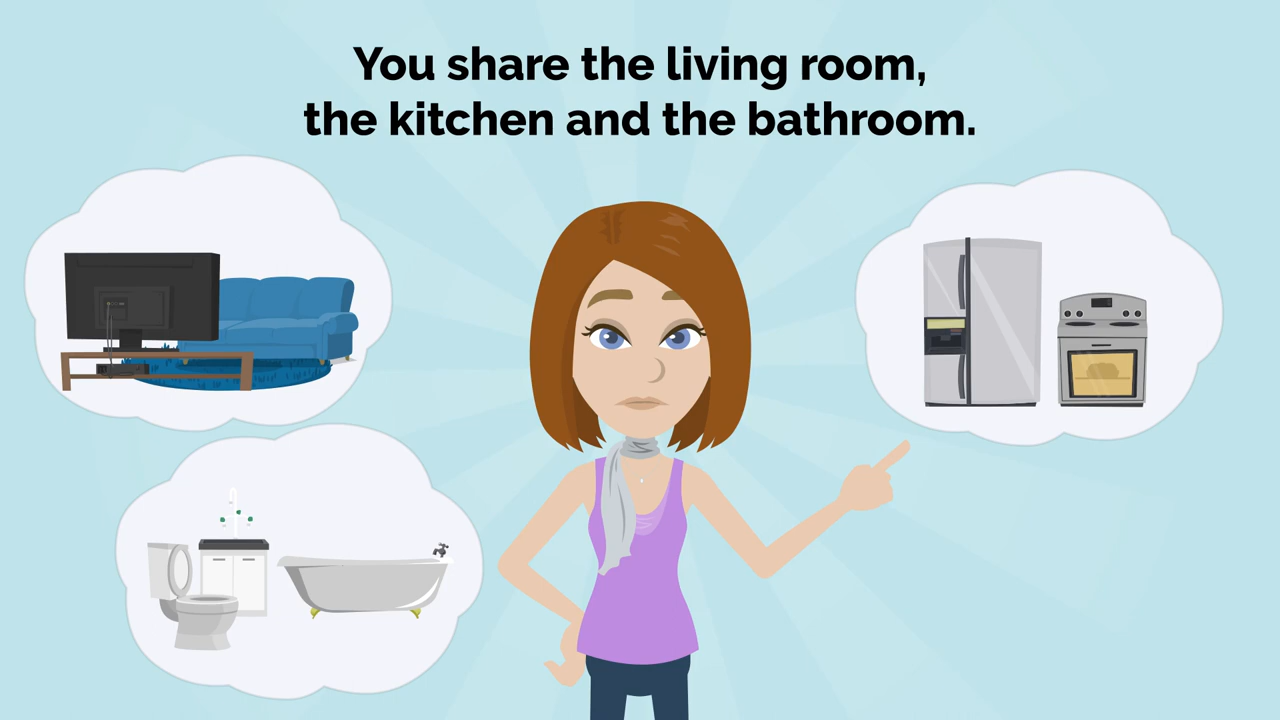 You share the living room,
the kitchen and the bathroom.